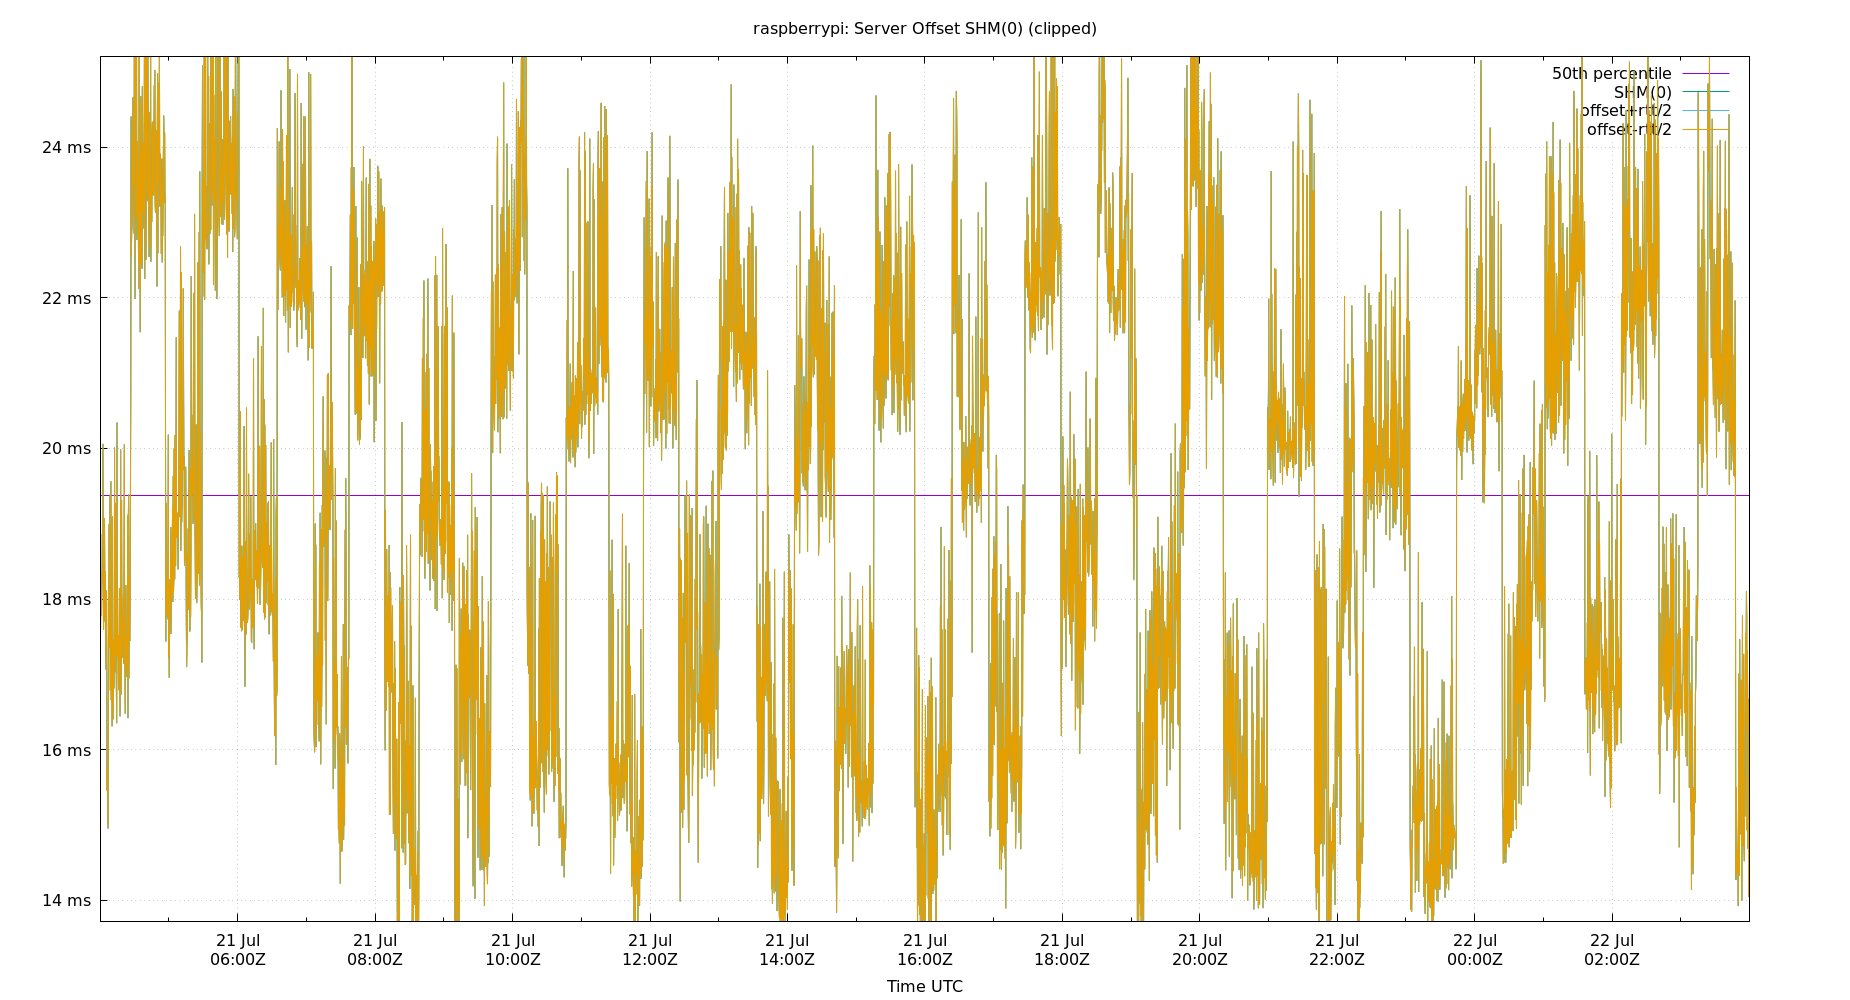 raspberrypi: Server Offset SHM(0) (clipped)
50th percentile
SHM(0)
offset+rtt/2
offset-rtt/2
24 ms
22 ms
20 ms
18 ms
16 ms
14 ms
21 Jul 21 Jul 21 Jul 21 Jul 21 Jul 21 Jul 21 Jul 21 Jul 21 Jul 22 Jul 22 Jul
06:00Z 08:00Z 10:00Z 12:00Z 14:00Z 16:00Z 18:00Z 20:00Z 22:00Z 00:00Z 02:00Z
Time UTC